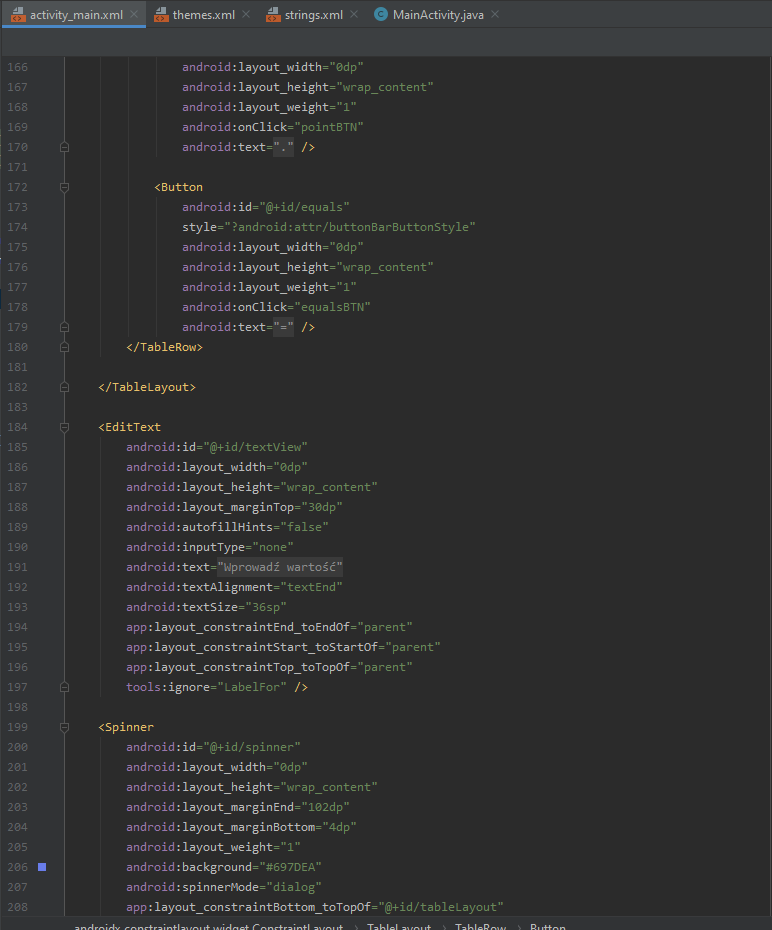 activity_main.xml themes.xml strings.xml MainActivity.java
166 android:layout_width="0dp"
167 android:layout_height="wrap_content"
168 android:layout_weight="1"
169 android:onClick="pointBTN"
170 android:text="." />
171
172 <Button
173 android:id="@+id/equals"
174 style="?android:attr/buttonBarButtonStyle"
175 android:layout_width="0dp"
176 android:layout_height="wrap_content"
177 android:layout_weight="1"
178 android:onClick="equalsBTN"
179 android:text="=" />
180 </TableRow>
181
182 </TableLayout>
183
184 <EditText
185 android:id="@+id/textView"
186 android:layout_width="0dp"
187 android:layout_height="wrap_content"
188 android:layout_marginTop="30dp"
189 android:autofillHints="false"
190 android:inputType="none"
191 android:text="Wprowadź wartość"
192 android:textAlignment="textEnd"
193 android:textSize="36sp"
194 app:layout_constraintEnd_toEndOf="parent"
195 app:layout_constraintStart_toStartOf="parent"
196 app:layout_constraintTop_toTopOf="parent"
197 tools:ignore="LabelFor" />
198
199 <Spinner
200 android:id="@+id/spinner"
201 android:layout_width="0dp"
202 android:layout_height="wrap_content"
203 android:layout_marginEnd="102dp"
204 android:layout_marginBottom="4dp"
205 android:layout_weight="1"
206 android:background="#697DEA"
207 android:spinnerMode="dialog"
208 app:layout_constraintBottom_toTopOf="@+id/tableLayout"
androidx.constraintlayout.widget.ConstraintLayout TableLayout TableRow Button